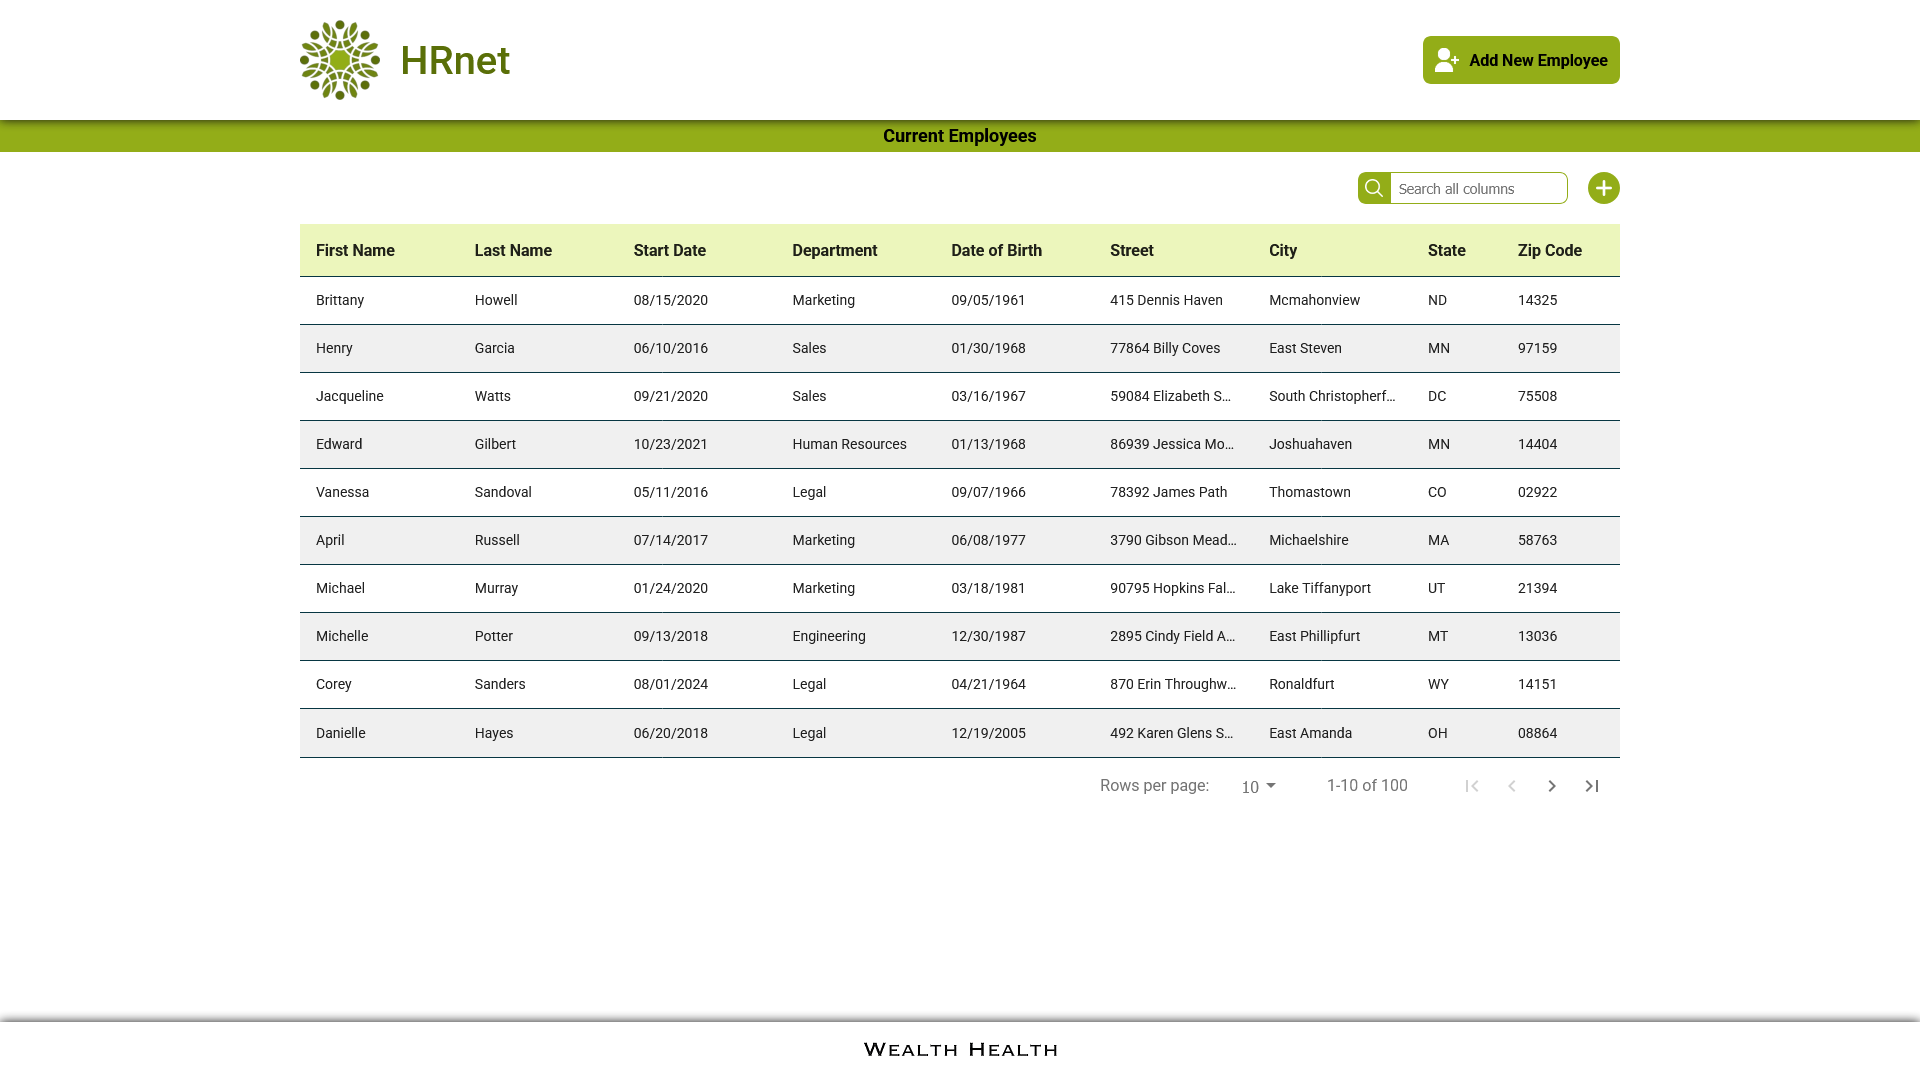 HRnet
Add New Employee
Current Employees
Search all columns
First Name Last Name Start Date Department Date of Birth Street City State Zip Code
Brittany Howell 08/15/2020 Marketing 09/05/1961 415 Dennis Haven Mcmahonview ND 14325
Henry Garcia 06/10/2016 Sales 01/30/1968 77864 Billy Coves East Steven MN 97159
Jacqueline Watts 09/21/2020 Sales 03/16/1967 59084 Elizabeth S... South Christopherf... DC 75508
Edward Gilbert 10/23/2021 Human Resources 01/13/1968 86939 Jessica Mo... Joshuahaven MN 14404
Vanessa Sandoval 05/11/2016 Legal 09/07/1966 78392 James Path Thomastown CO 02922
April Russell 07/14/2017 Marketing 06/08/1977 3790 Gibson Mead... Michaelshire MA 58763
Michael Murray 01/24/2020 Marketing 03/18/1981 90795 Hopkins Fal... Lake Tiffanyport UT 21394
Michelle Potter 09/13/2018 Engineering 12/30/1987 2895 Cindy Field A... East Phillipfurt MT 13036
Corey Sanders 08/01/2024 Legal 04/21/1964 870 Erin Throughw... Ronaldfurt WY 14151
Danielle Hayes 06/20/2018 Legal 12/19/2005 492 Karen Glens S... East Amanda OH 08864
Rows per page: 10 1-10 of 100
Wealth Health